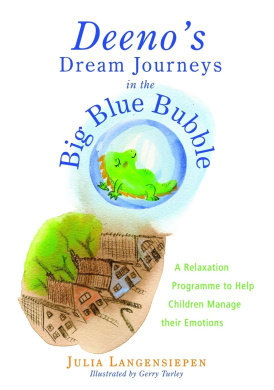 Deeno's
Dream Journeys
in the
Big Blue Bubble
A Relaxation
Programme to Help
Children Manage
their Emotions
Julia Langensiepen
Illustrated by Gerry Turley